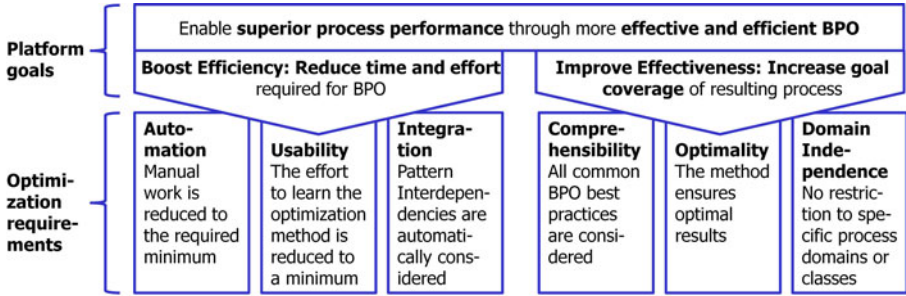 Platform
goals
Enable superior process performance through more effective and efficient BPO
Boost Efficiency: Reduce time and effort
required for BPO
Improve Effectiveness: Increase goal
coverage of resulting process
Optimi-
zation
require-
ments
Auto-
mation
Manual
work is
reduced to
the required
minimum
Usability
The effort
to learn the
optimization
method is
reduced to
a minimum
Integra-
tion
Pattern
Interdepen-
dencies are
automati-
cally cons-
idered
Compre-
hensibility
All common
BPO best
practices
are consi-
dered
Optimality
The method
ensures
optimal
results
Domain
Inde-
pendence
No restric-
tion to spe-
cific process
domains or
classes